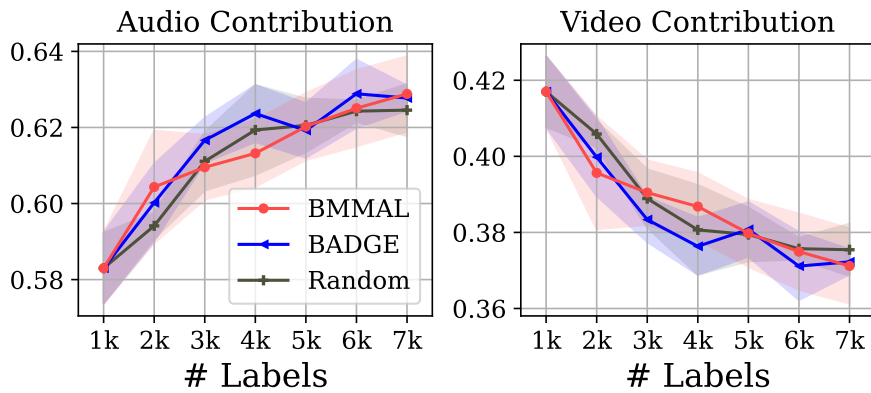 Audio Contribution
0.64
0.62
0.60
0.58
BMMAL
BADGE
Random
1k 2k 3k 4k 5k 6k 7k
# Labels
Video Contribution
0.42
0.40
0.38
0.36
1k 2k 3k 4k 5k 6k 7k
# Labels